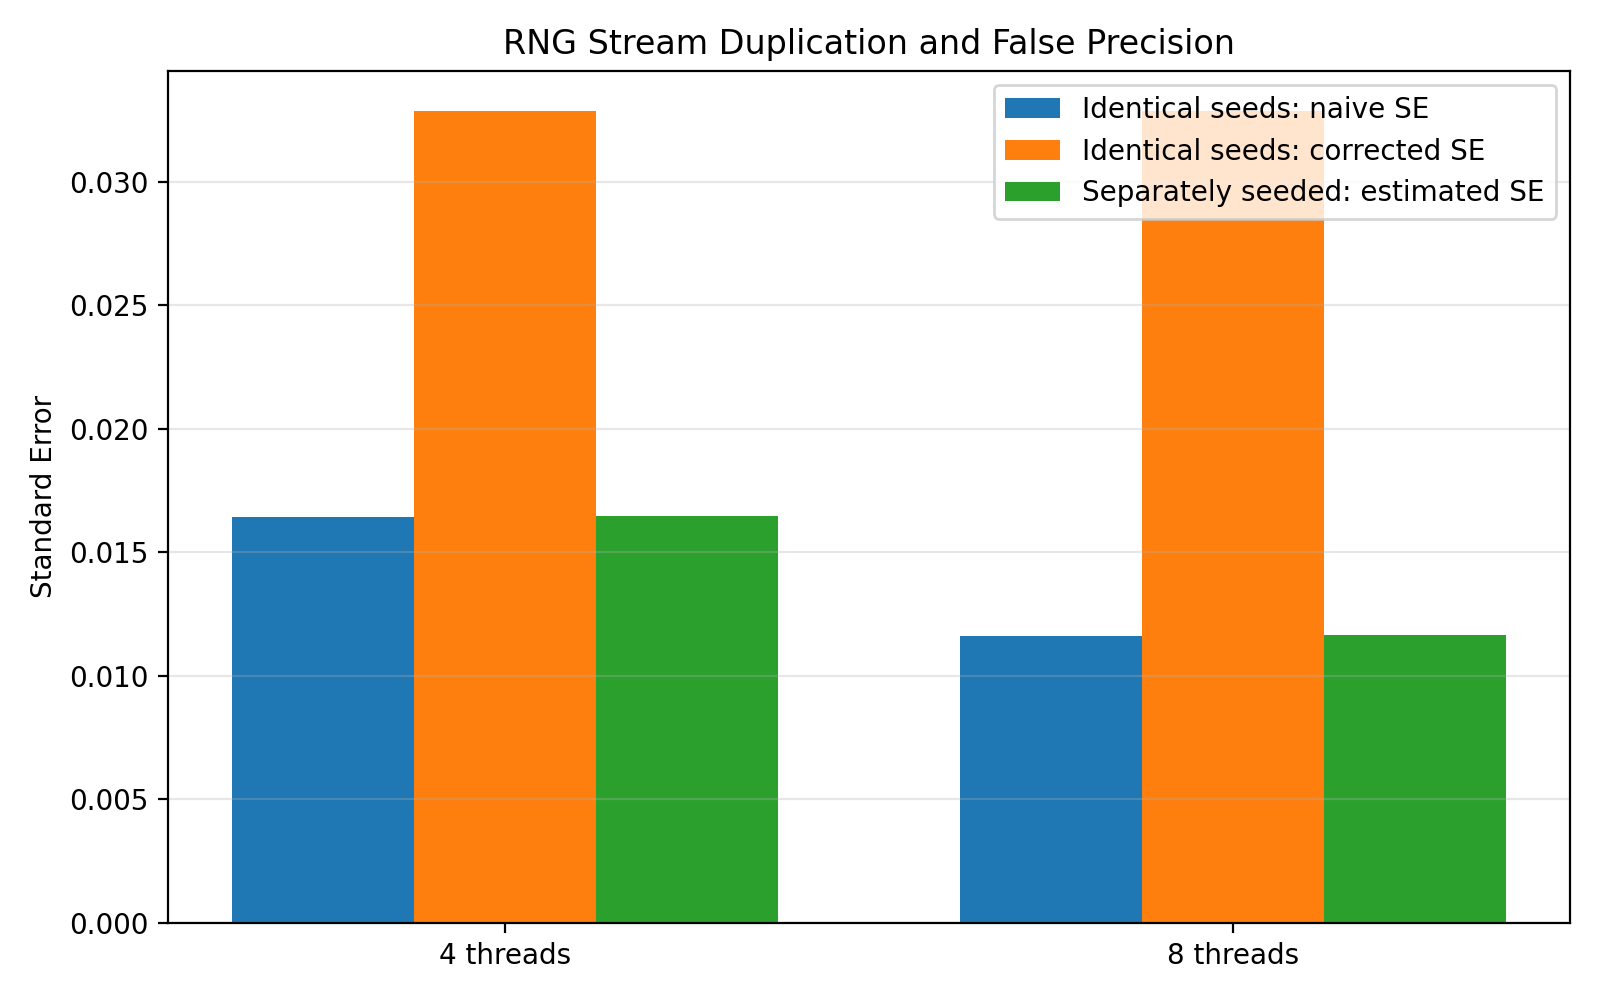 RNG Stream Duplication and False Precision
Identical seeds: naive SE
Identical seeds: corrected SE
Separately seeded: estimated SE
Standard Error
0.030
0.025
0.020
0.015
0.010
0.005
0.000
4 threads
8 threads